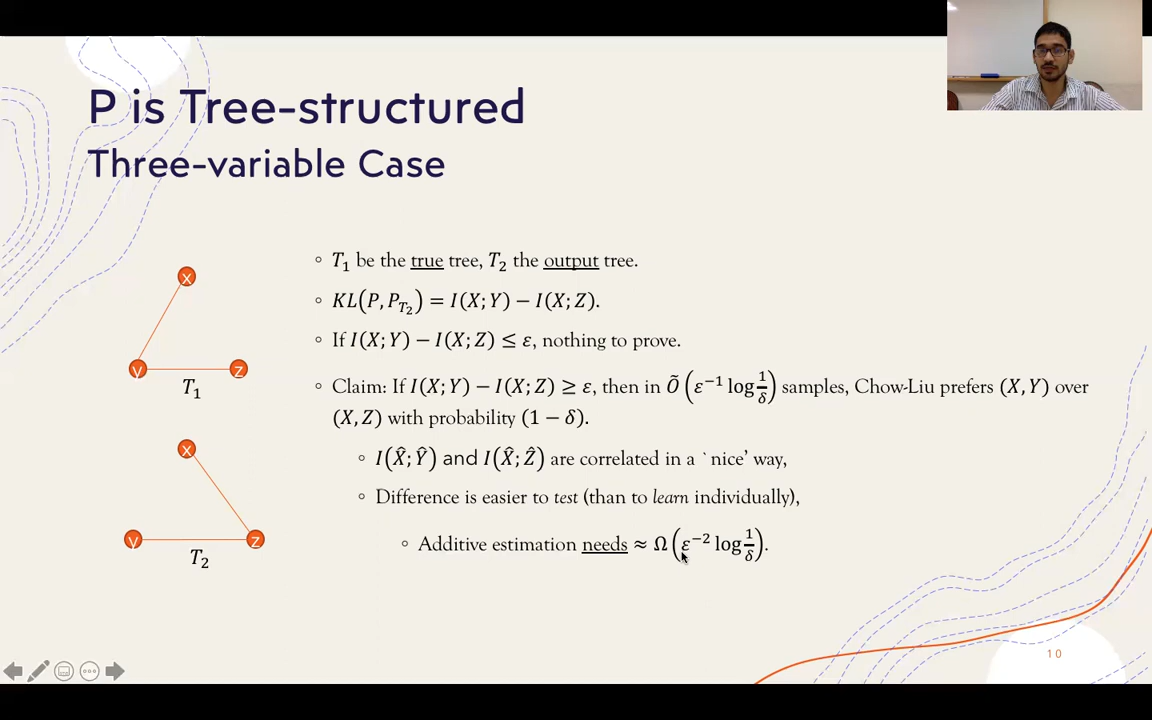 P is Tree-structured
Three-variable Case
◦ T₁ be the true tree, T₂ the output tree.
◦ KL(P, P_{T₂}) = I(X; Y) − I(X; Z).
◦ If I(X; Y) − I(X; Z) ≤ ε, nothing to prove.
◦ Claim: If I(X; Y) − I(X; Z) ≥ ε, then in Õ(ε⁻¹ log 1/δ) samples, Chow-Liu prefers (X, Y) over
(X, Z) with probability (1 − δ).
◦ I(X̂; Ŷ) and I(X̂; Ẑ) are correlated in a `nice' way,
◦ Difference is easier to test (than to learn individually),
◦ Additive estimation needs ≈ Ω(ε⁻² log 1/δ).
x
y
z
T₁
x
y
z
T₂
10